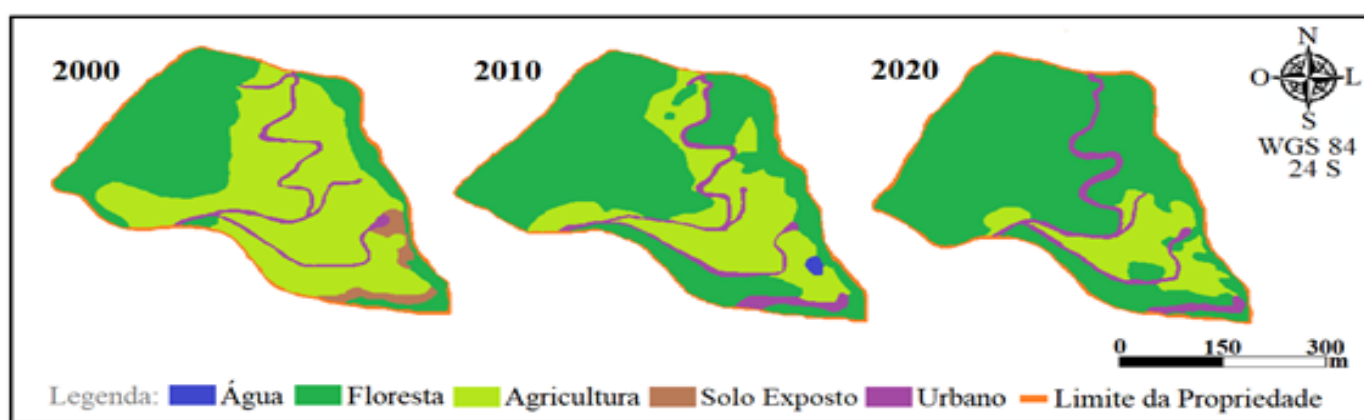 2000
2010
2020
N
O
L
S
WGS 84
24 S
0 150 300
m
Legenda: Água Floresta Agricultura Solo Exposto Urbano Limite da Propriedade